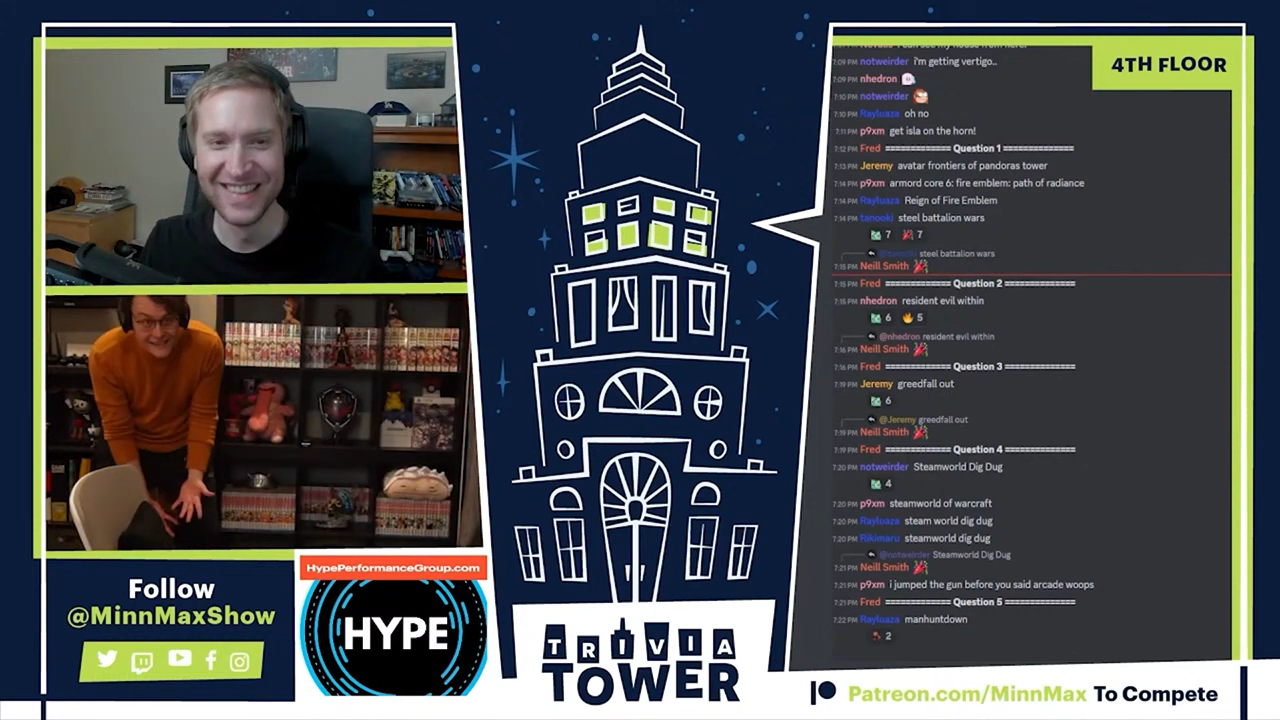 Follow
@MinnMaxShow
HypePerformanceGroup.com
HYPE
TRIVIA
TOWER
4TH FLOOR
7:09 PM notweirder i'm getting vertigo..
7:09 PM nhedron
7:10 PM notweirder
7:10 PM Rayluaza oh no
7:11 PM p9xm get isla on the horn!
7:12 PM Fred ============ Question 1 ============
7:13 PM Jeremy avatar frontiers of pandoras tower
7:14 PM p9xm armord core 6: fire emblem: path of radiance
7:14 PM Rayluaza Reign of Fire Emblem
7:14 PM tanooki steel battalion wars
7 7
steel battalion wars
7:15 PM Neill Smith
7:15 PM Fred ============ Question 2 ============
7:15 PM nhedron resident evil within
6 5
@nhedron resident evil within
7:16 PM Neill Smith
7:16 PM Fred ============ Question 3 ============
7:19 PM Jeremy greedfall out
6
@Jeremy greedfall out
7:19 PM Neill Smith
7:19 PM Fred ============ Question 4 ============
7:20 PM notweirder Steamworld Dig Dug
4
7:20 PM p9xm steamworld of warcraft
7:20 PM Rayluaza steam world dig dug
7:20 PM Rikimaru steamworld dig dug
@notweirder Steamworld Dig Dug
7:21 PM Neill Smith
7:21 PM p9xm i jumped the gun before you said arcade woops
7:21 PM Fred ============ Question 5 ============
7:22 PM Rayluaza manhuntdown
2
Patreon.com/MinnMax To Compete